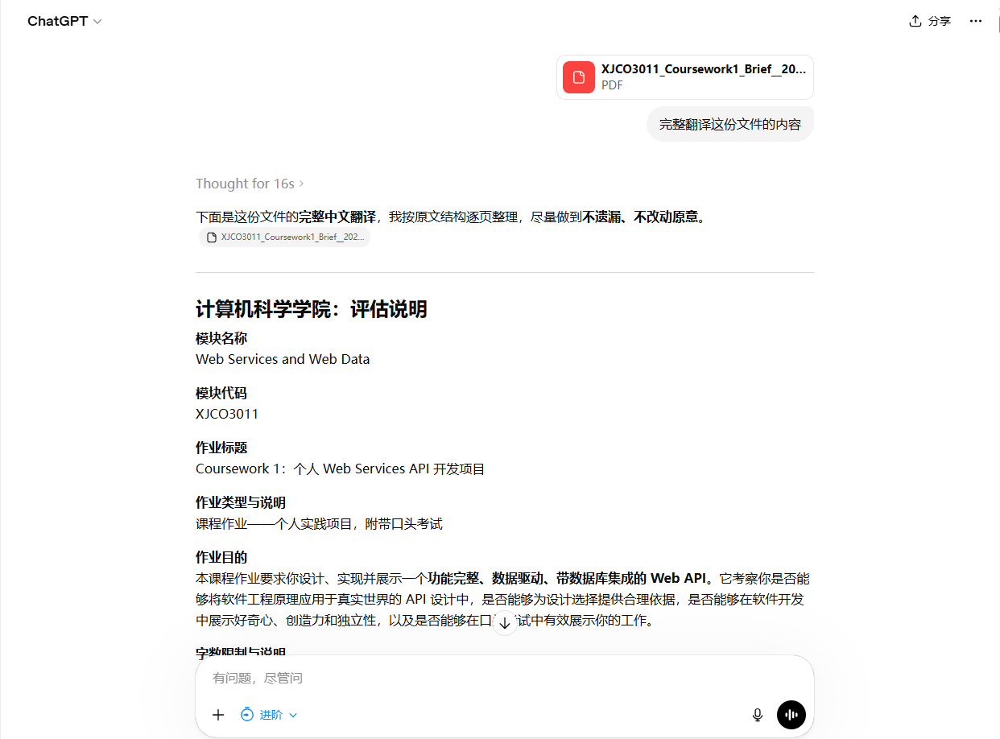 ChatGPT
分享
XJCO3011_Coursework1_Brief__20...
PDF
完整翻译这份文件的内容
Thought for 16s
下面是这份文件的完整中文翻译，我按原文结构逐页整理，尽量做到不遗漏、不改动原意。
XJCO3011_Coursework1_Brief__202...
计算机科学学院：评估说明
模块名称
Web Services and Web Data
模块代码
XJCO3011
作业标题
Coursework 1：个人 Web Services API 开发项目
作业类型与说明
课程作业——个人实践项目，附带口头考试
作业目的
本课程作业要求你设计、实现并展示一个功能完整、数据驱动、带数据库集成的 Web API。它考察你是否能
够将软件工程原理应用于真实世界的 API 设计中，是否能够为设计选择提供合理依据，是否能够在软件开发
中展示好奇心、创造力和独立性，以及是否能够在口试中有效展示你的工作。
字数限制与说明
有问题，尽管问
进阶